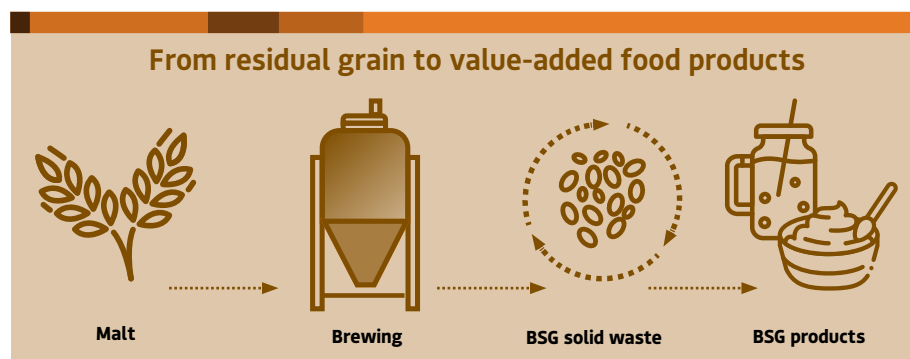 From residual grain to value-added food products
Malt
Brewing
BSG solid waste
BSG products